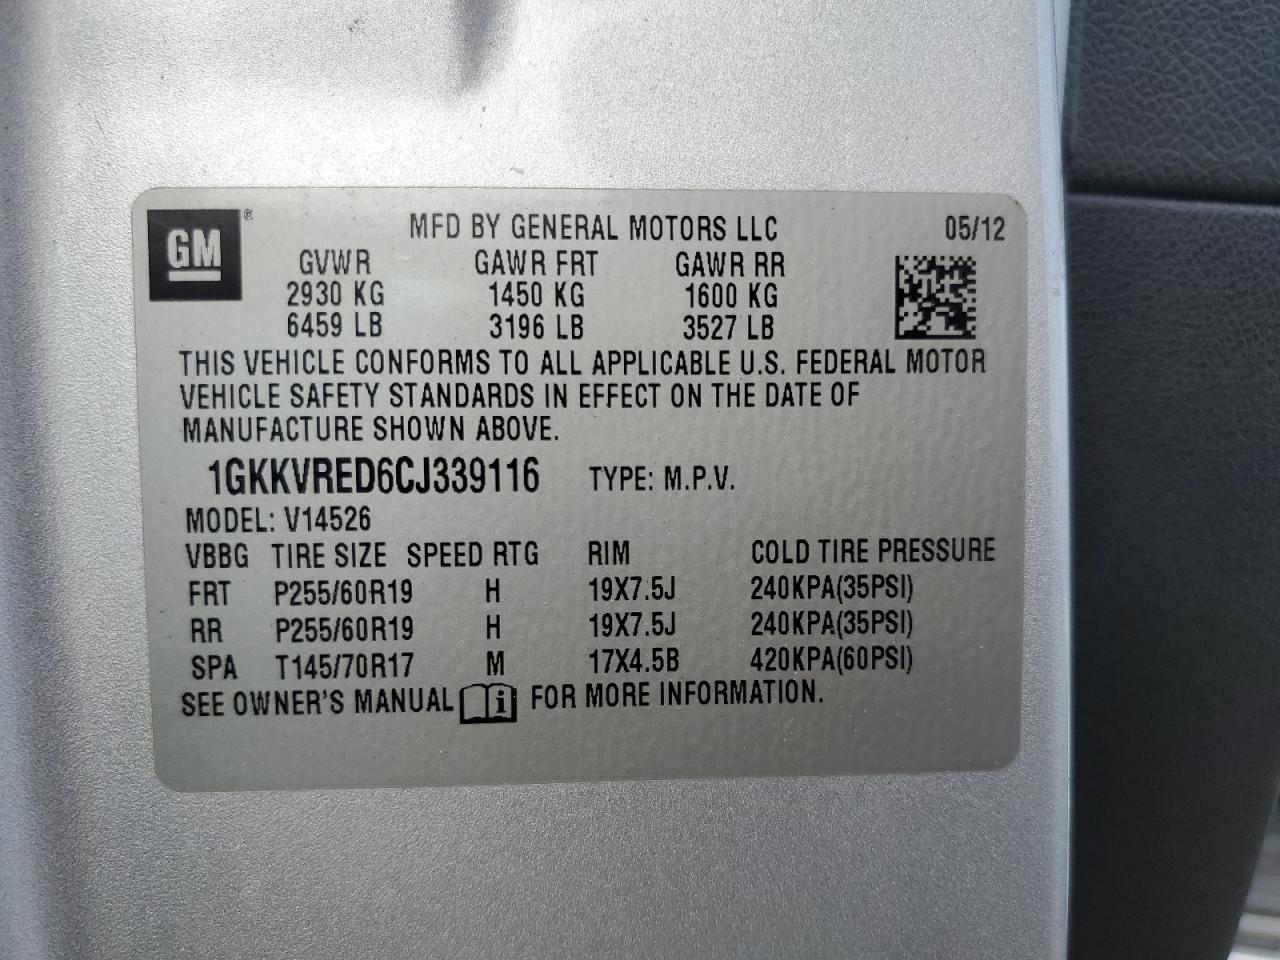 GM ® MFD BY GENERAL MOTORS LLC 05/12
GVWR GAWR FRT GAWR RR
2930 KG 1450 KG 1600 KG
6459 LB 3196 LB 3527 LB
THIS VEHICLE CONFORMS TO ALL APPLICABLE U.S. FEDERAL MOTOR
VEHICLE SAFETY STANDARDS IN EFFECT ON THE DATE OF
MANUFACTURE SHOWN ABOVE.
1GKKVRED6CJ339116 TYPE: M.P.V.
MODEL: V14526
VBBG TIRE SIZE SPEED RTG RIM COLD TIRE PRESSURE
FRT P255/60R19 H 19X7.5J 240KPA(35PSI)
RR P255/60R19 H 19X7.5J 240KPA(35PSI)
SPA T145/70R17 M 17X4.5B 420KPA(60PSI)
SEE OWNER'S MANUAL i FOR MORE INFORMATION.